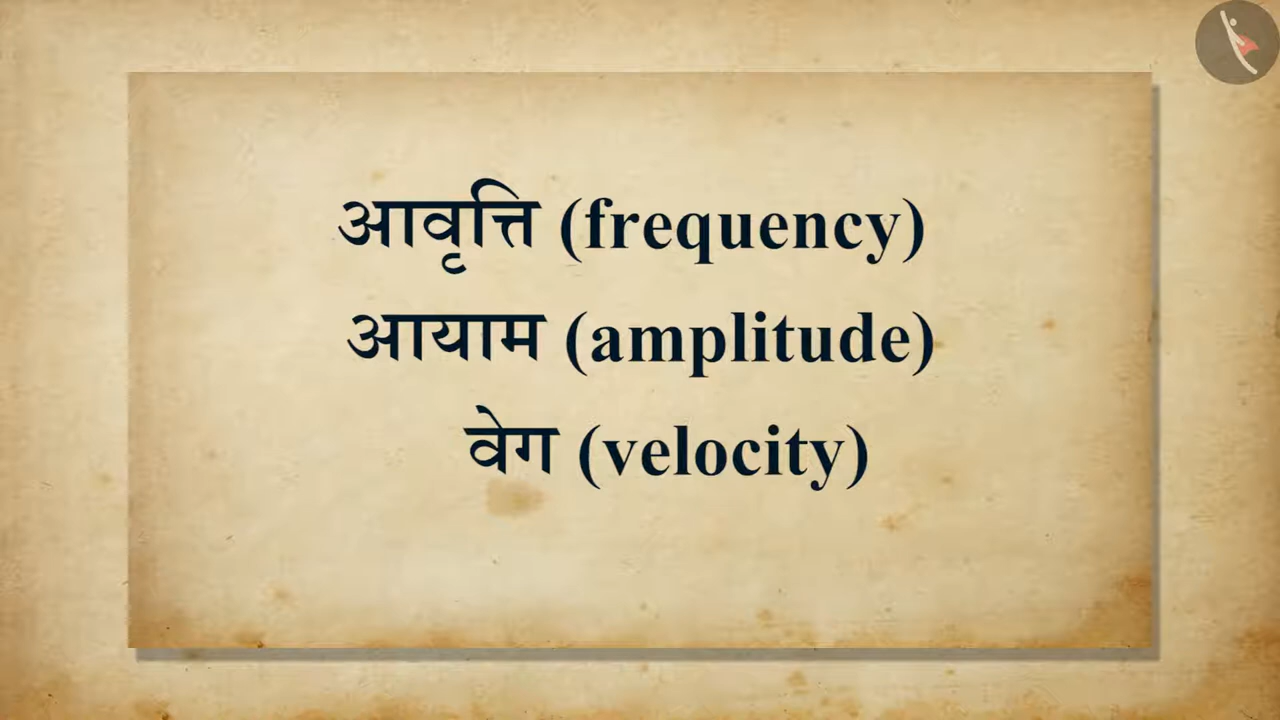 आवृत्ति (frequency)
आयाम (amplitude)
वेग (velocity)